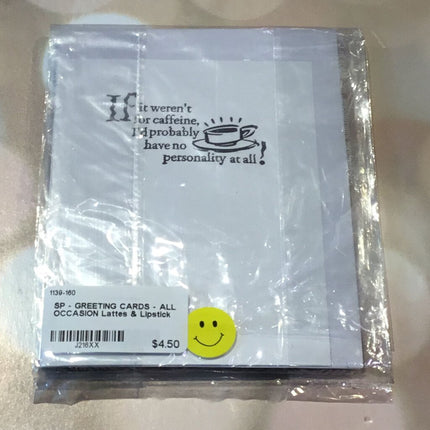 If it weren't
for caffeine,
I'd probably
have no
personality at all!
1139-160
SP - GREETING CARDS - ALL
OCCASION Lattes & Lipstick
J216XX
$4.50